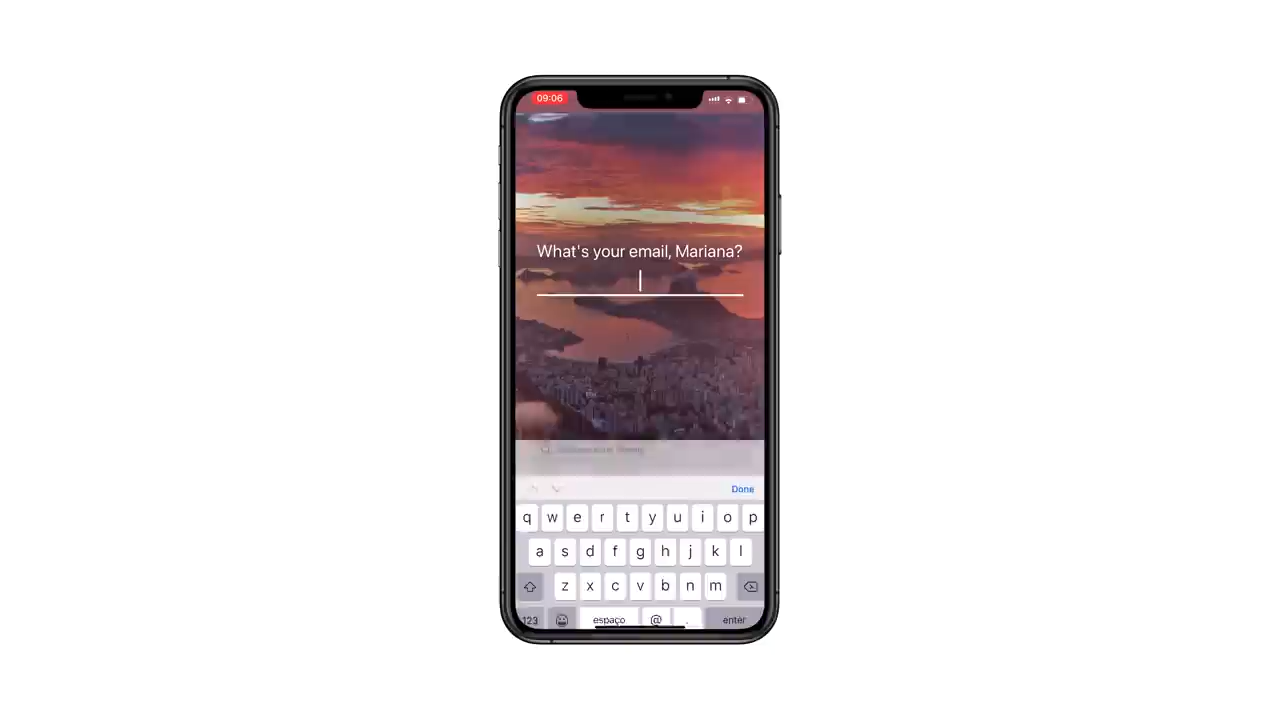 09:06
What's your email, Mariana?
Done
q w e r t y u i o p
a s d f g h j k l
z x c v b n m
123 espaço @ . enter